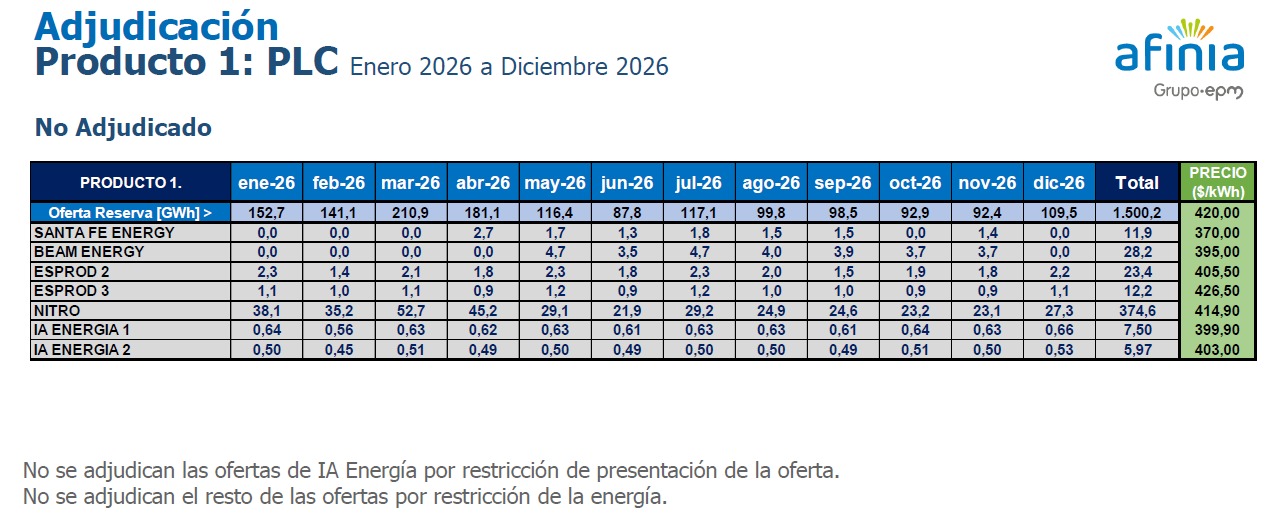 Adjudicación
Producto 1: PLC Enero 2026 a Diciembre 2026
afinia
Grupo·epm
No Adjudicado
PRODUCTO 1. ene-26 feb-26 mar-26 abr-26 may-26 jun-26 jul-26 ago-26 sep-26 oct-26 nov-26 dic-26 Total PRECIO ($/kWh)
Oferta Reserva [GWh] > 152,7 141,1 210,9 181,1 116,4 87,8 117,1 99,8 98,5 92,9 92,4 109,5 1.500,2 420,00
SANTA FE ENERGY 0,0 0,0 0,0 2,7 1,7 1,3 1,8 1,5 1,5 0,0 1,4 0,0 11,9 370,00
BEAM ENERGY 0,0 0,0 0,0 0,0 4,7 3,5 4,7 4,0 3,9 3,7 3,7 0,0 28,2 395,00
ESPROD 2 2,3 1,4 2,1 1,8 2,3 1,8 2,3 2,0 1,5 1,9 1,8 2,2 23,4 405,50
ESPROD 3 1,1 1,0 1,1 0,9 1,2 0,9 1,2 1,0 1,0 0,9 0,9 1,1 12,2 426,50
NITRO 38,1 35,2 52,7 45,2 29,1 21,9 29,2 24,9 24,6 23,2 23,1 27,3 374,6 414,90
IA ENERGIA 1 0,64 0,56 0,63 0,62 0,63 0,61 0,63 0,63 0,61 0,64 0,63 0,66 7,50 399,90
IA ENERGIA 2 0,50 0,45 0,51 0,49 0,50 0,49 0,50 0,50 0,49 0,51 0,50 0,53 5,97 403,00
No se adjudican las ofertas de IA Energía por restricción de presentación de la oferta.
No se adjudican el resto de las ofertas por restricción de la energía.